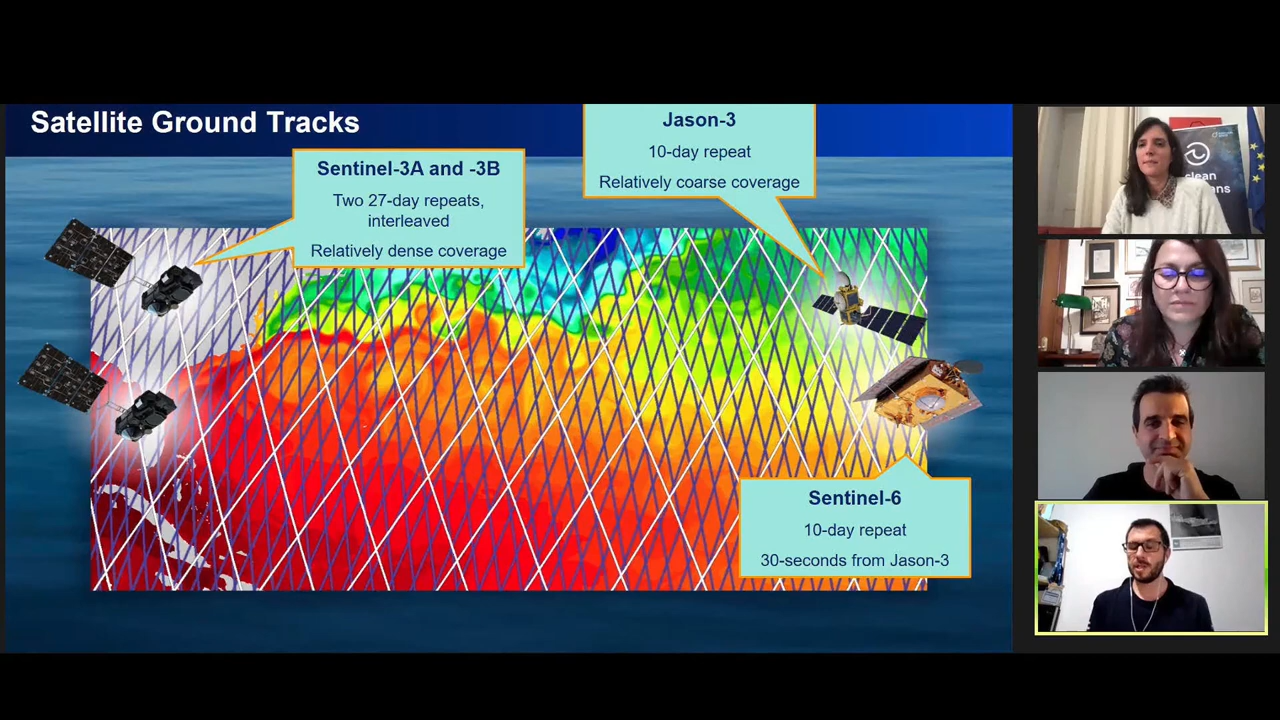 Satellite Ground Tracks
Sentinel-3A and -3B
Two 27-day repeats,
interleaved
Relatively dense coverage
Jason-3
10-day repeat
Relatively coarse coverage
Sentinel-6
10-day repeat
30-seconds from Jason-3
clean